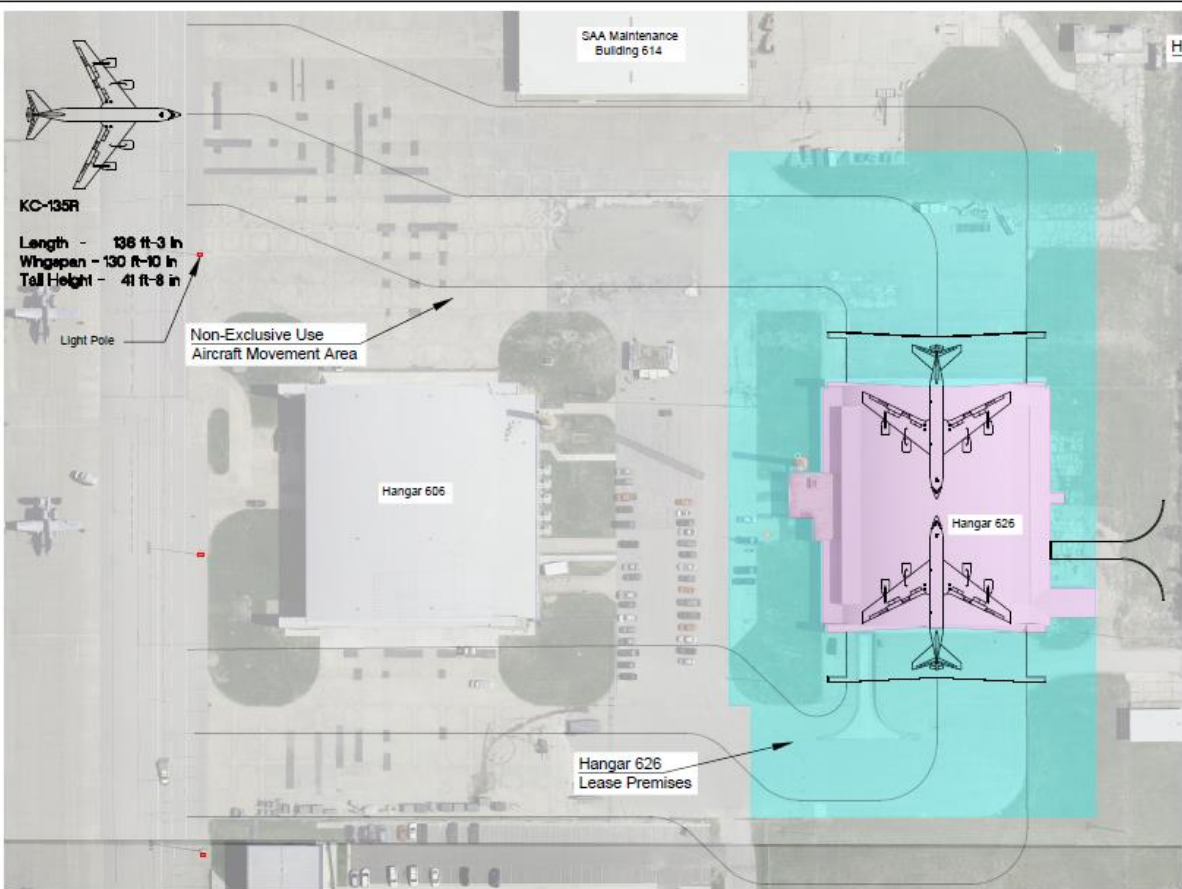 SAA Maintenance
Building 614
H
KC-135R
Length - 136 ft-3 in
Wingspan - 130 ft-10 in
Tail Height - 41 ft-8 in
Light Pole
Non-Exclusive Use
Aircraft Movement Area
Hangar 606
Hangar 626
Hangar 626
Lease Premises